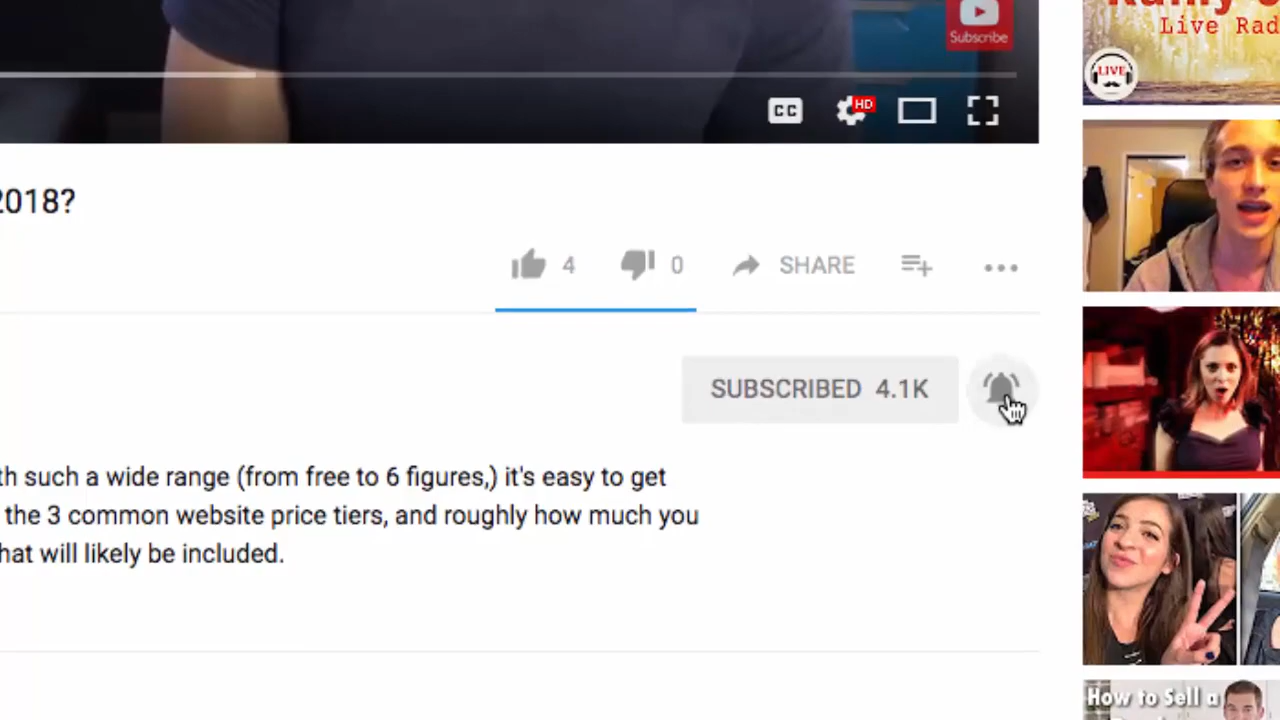 Subscribe
Live Rad
LIVE
CC
HD
2018?
4
0
SHARE
SUBSCRIBED 4.1K
th such a wide range (from free to 6 figures,) it's easy to get
the 3 common website price tiers, and roughly how much you
hat will likely be included.
How to Sell a